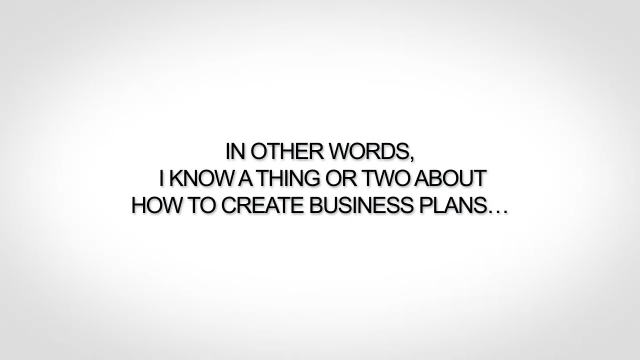 IN OTHER WORDS,
I KNOW A THING OR TWO ABOUT
HOW TO CREATE BUSINESS PLANS…